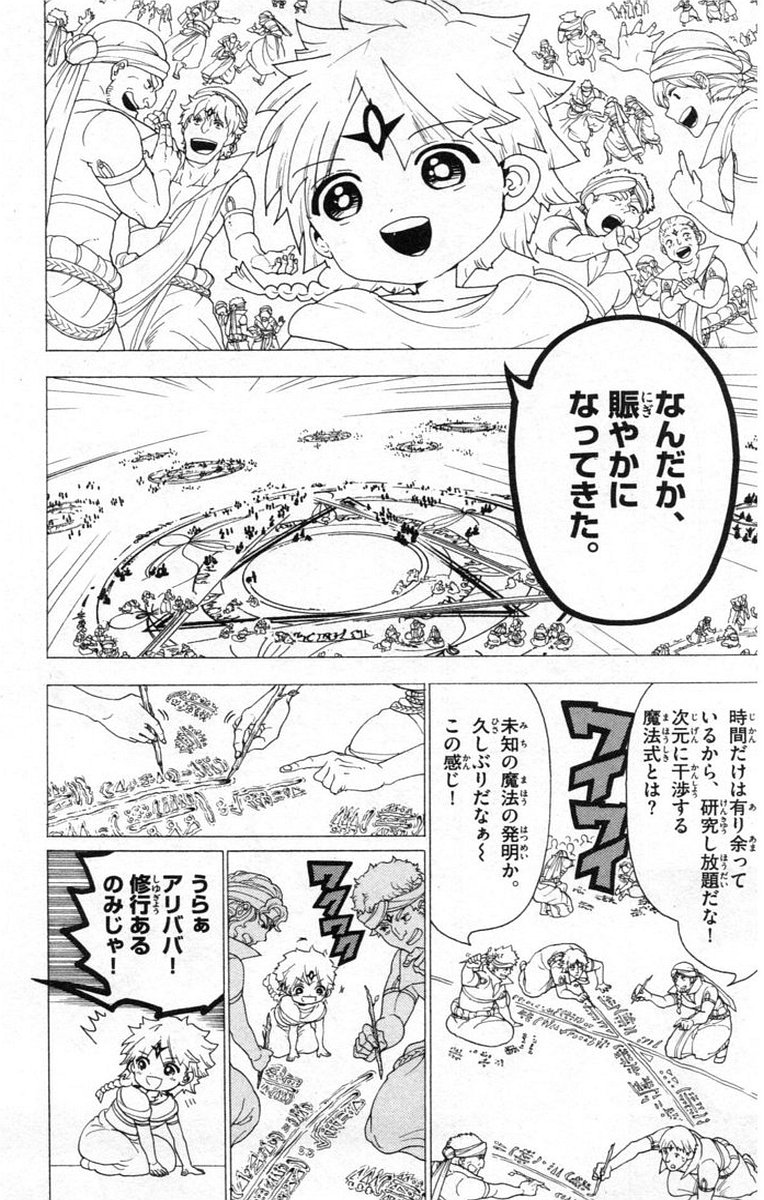 なんだか、
賑やかに
なってきた。
時間だけは有り余って
いるから、研究し放題だな！
次元に干渉する
魔法式とは？
ワイワイ
未知の魔法の発明か。
久しぶりだなぁ〜
この感じ！
ワクワク
うらぁ
アリババ！
修行ある
のみじゃ！